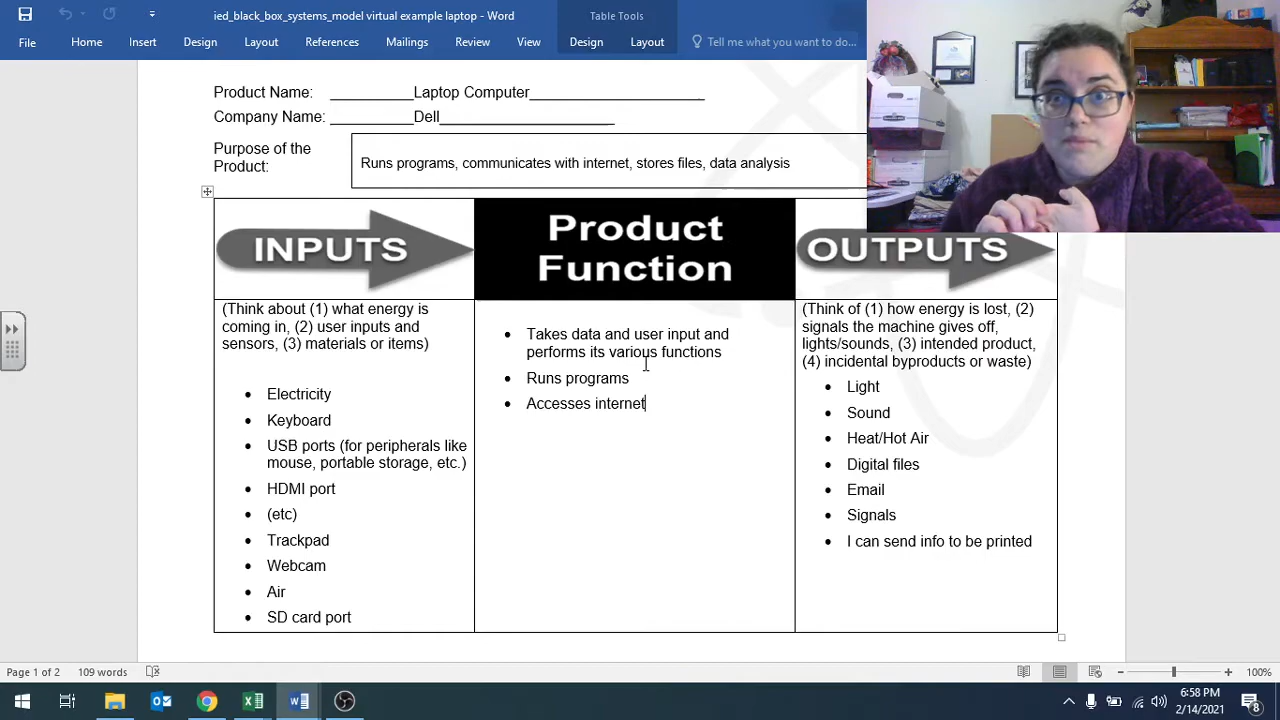 ied_black_box_systems_model virtual example laptop - Word
Table Tools
File
Home
Insert
Design
Layout
References
Mailings
Review
View
Design
Layout
Tell me what you want to do...
Product Name: __________Laptop Computer_____________________
Company Name: __________Dell_____________________
Purpose of the
Product:
Runs programs, communicates with internet, stores files, data analysis
INPUTS
Product
Function
OUTPUTS
(Think about (1) what energy is
coming in, (2) user inputs and
sensors, (3) materials or items)
• Electricity
• Keyboard
• USB ports (for peripherals like
mouse, portable storage, etc.)
• HDMI port
• (etc)
• Trackpad
• Webcam
• Air
• SD card port
• Takes data and user input and
performs its various functions
• Runs programs
• Accesses internet
(Think of (1) how energy is lost, (2)
signals the machine gives off,
lights/sounds, (3) intended product,
(4) incidental byproducts or waste)
• Light
• Sound
• Heat/Hot Air
• Digital files
• Email
• Signals
• I can send info to be printed
Page 1 of 2
109 words
100%
6:58 PM
2/14/2021
8